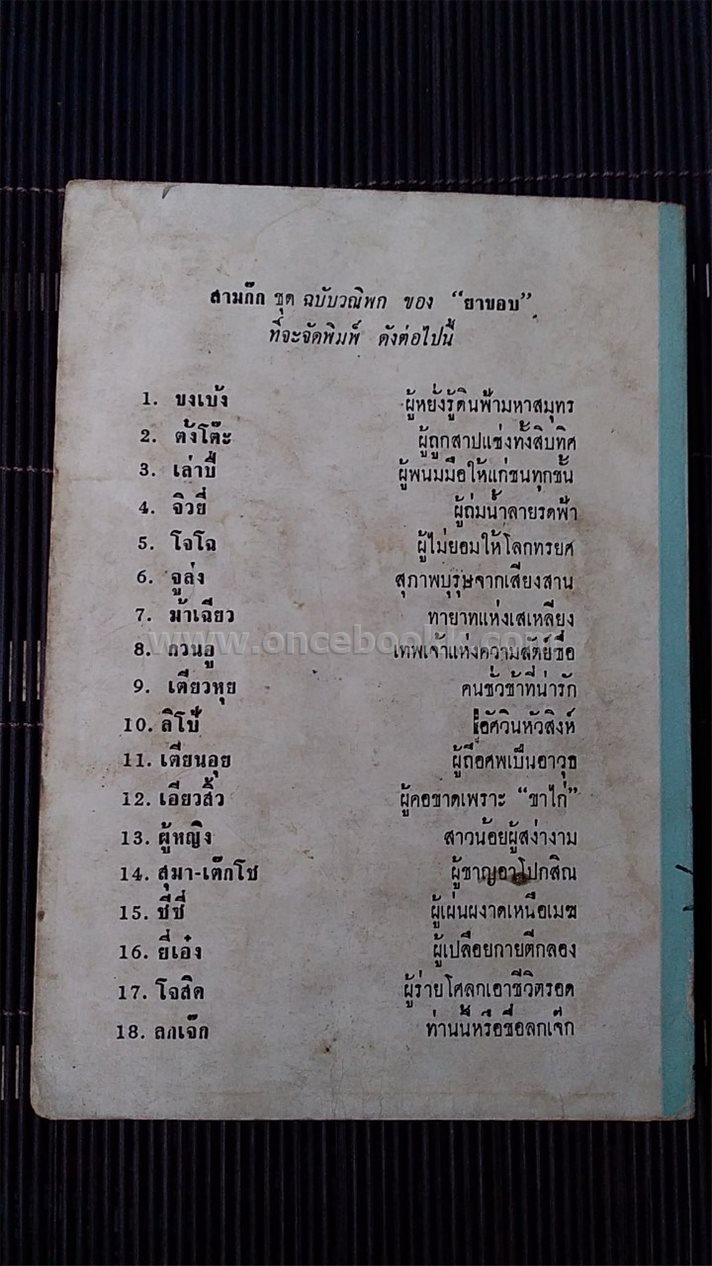 สามก๊ก ชุด ฉบับวณิพก ของ “ยาขอบ”
ที่จะจัดพิมพ์ ดังต่อไปนี้
1. ขงเบ้ง ผู้หยั่งรู้ดินฟ้ามหาสมุทร
2. ตั๋งโต๊ะ ผู้ถูกสาปแช่งทั้งสิบทิศ
3. เล่าปี่ ผู้พนมมือให้แก่ชนทุกชั้น
4. จิวยี่ ผู้ถ่มน้ำลายรดฟ้า
5. โจโฉ ผู้ไม่ยอมให้โลกทรยศ
6. จูล่ง สุภาพบุรุษจากเสียงสาน
7. ม้าเฉียว ทายาทแห่งเสเหลียง
www.oncebookk.com
8. กวนอู เทพเจ้าแห่งความสัตย์ซื่อ
9. เตียวหุย คนชั่วช้าที่น่ารัก
10. ลิโป้ อัศวินหัวสิงห์
11. เตียนอุย ผู้ถือศพเป็นอาวุธ
12. เอียวสิ้ว ผู้คอขาดเพราะ “ขาไก่”
13. ผู้หญิง สาวน้อยผู้สง่างาม
14. สุมา-เต๊กโช ผู้ชาญอาโปกสิณ
15. ชีซี่ ผู้เผ่นผงาดเหนือเมฆ
16. ยี่เอ๋ง ผู้เปลือยกายตีกลอง
17. โจสิด ผู้ร่ายโศลกเอาชีวิตรอด
18. ลกเจ๊ก ท่านนี้หรือชื่อลกเจ๊ก